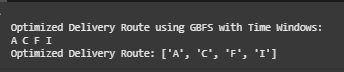 Optimized Delivery Route using GBFS with Time Windows:
A C F I
Optimized Delivery Route: ['A', 'C', 'F', 'I']